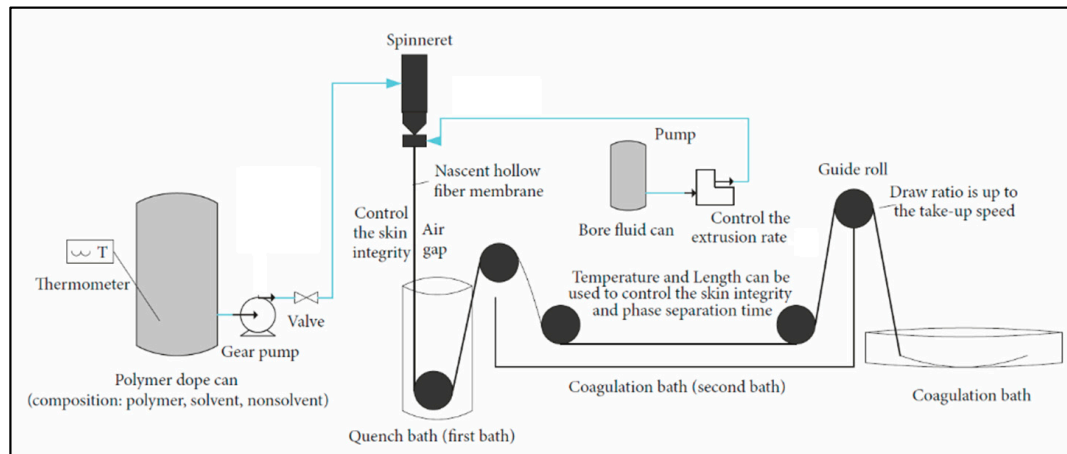 Spinneret
Pump
Nascent hollow
fiber membrane
Guide roll
Draw ratio is up to
the take-up speed
Control
the skin
integrity
Air
gap
Bore fluid can
Control the
extrusion rate
T
Thermometer
Temperature and Length can be
used to control the skin integrity
and phase separation time
Valve
Gear pump
Polymer dope can
(composition: polymer, solvent, nonsolvent)
Coagulation bath (second bath)
Coagulation bath
Quench bath (first bath)